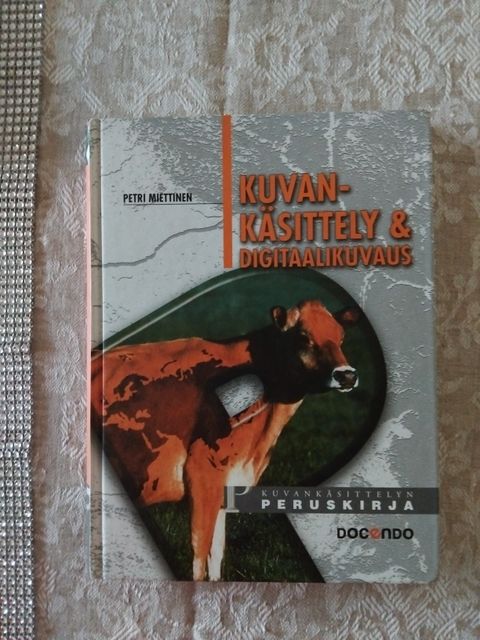 PETRI MIETTINEN
KUVAN-
KÄSITTELY &
DIGITAALIKUVAUS
P KUVANKÄSITTELYN
PERUSKIRJA
DOCENDO